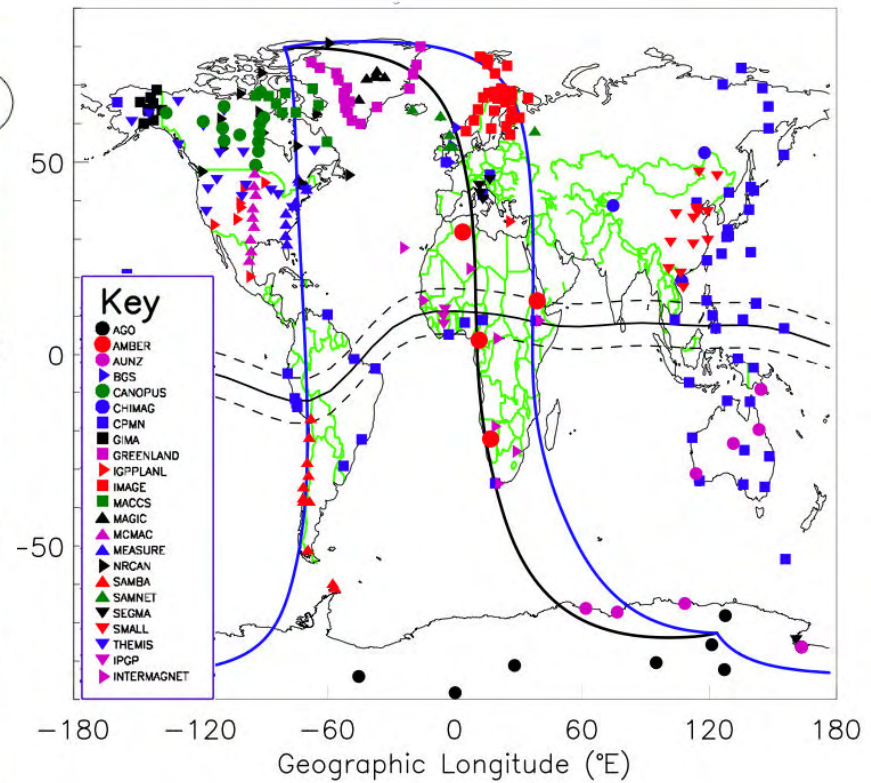 50
0
-50
Key
AGO
AMBER
AUNZ
BGS
CANOPUS
CHIMAG
CPMN
GIMA
GREENLAND
IGPPLANL
IMAGE
MACCS
MAGIC
MCMAC
MEASURE
NRCAN
SAMBA
SAMNET
SEGMA
SMALL
THEMIS
IPGP
INTERMAGNET
-180 -120 -60 0 60 120 180
Geographic Longitude (°E)